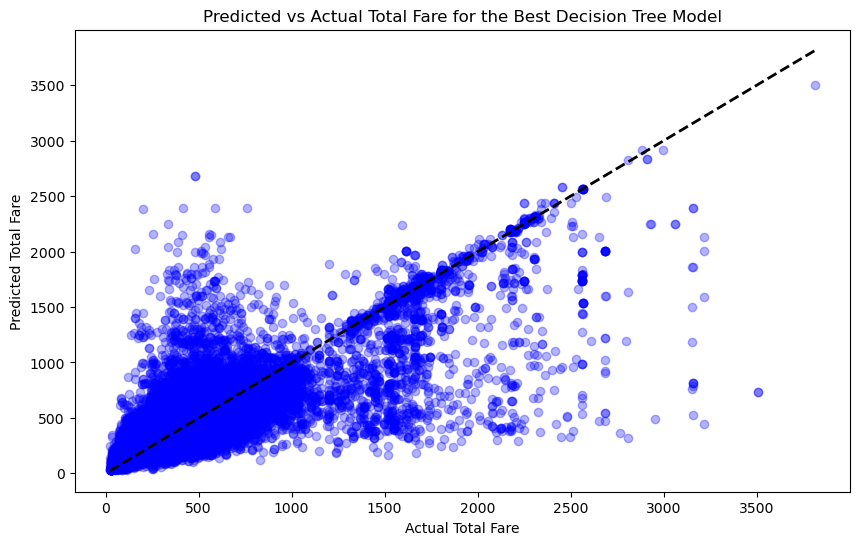 Predicted vs Actual Total Fare for the Best Decision Tree Model
Predicted Total Fare
3500
3000
2500
2000
1500
1000
500
0
0 500 1000 1500 2000 2500 3000 3500
Actual Total Fare